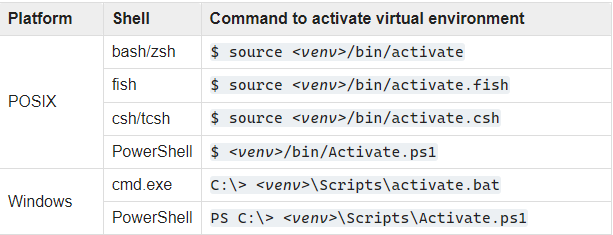 Platform Shell Command to activate virtual environment
POSIX
bash/zsh $ source <venv>/bin/activate
fish $ source <venv>/bin/activate.fish
csh/tcsh $ source <venv>/bin/activate.csh
PowerShell $ <venv>/bin/Activate.ps1
Windows
cmd.exe C:\> <venv>\Scripts\activate.bat
PowerShell PS C:\> <venv>\Scripts\Activate.ps1